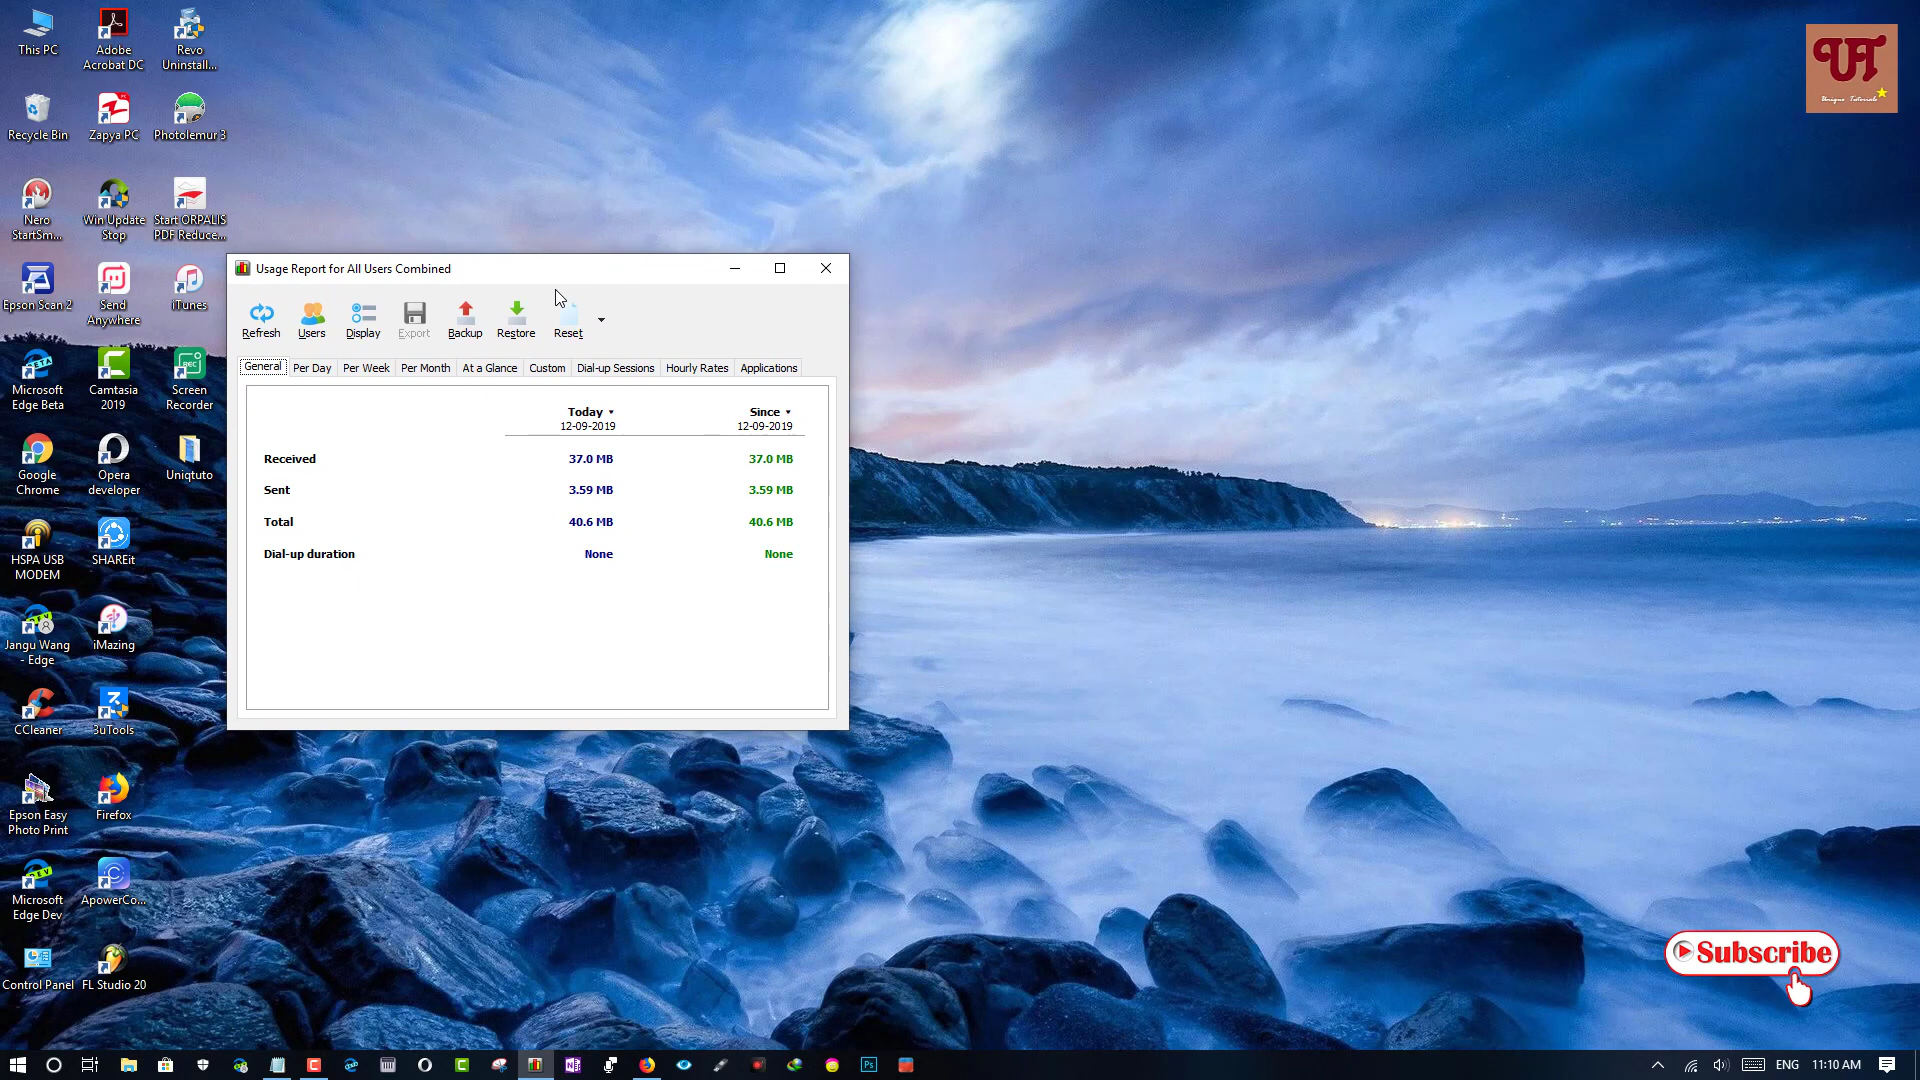 This PC
Adobe
Acrobat DC
Revo
Uninstall...
Recycle Bin
Zapya PC
Photolemur 3
Nero
StartSm...
Win Update
Stop
Start ORPALIS
PDF Reduce...
Epson Scan 2
Send
Anywhere
iTunes
Microsoft
Edge Beta
Camtasia
2019
Screen
Recorder
Google
Chrome
Opera
developer
Uniqtuto
HSPA USB
MODEM
SHAREit
Jangu Wang
- Edge
iMazing
CCleaner
3uTools
Epson Easy
Photo Print
Firefox
Microsoft
Edge Dev
ApowerCo...
Control Panel
FL Studio 20
Usage Report for All Users Combined
Refresh Users Display Export Backup Restore Reset
General Per Day Per Week Per Month At a Glance Custom Dial-up Sessions Hourly Rates Applications
Today Since
12-09-2019 12-09-2019
Received 37.0 MB 37.0 MB
Sent 3.59 MB 3.59 MB
Total 40.6 MB 40.6 MB
Dial-up duration None None
Unique Tutorials
Subscribe
ENG 11:10 AM